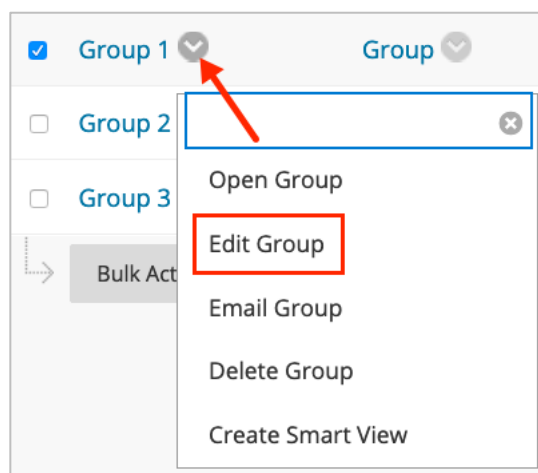 Group 1 Group
Group 2
Group 3
Open Group
Edit Group
Bulk Act
Email Group
Delete Group
Create Smart View